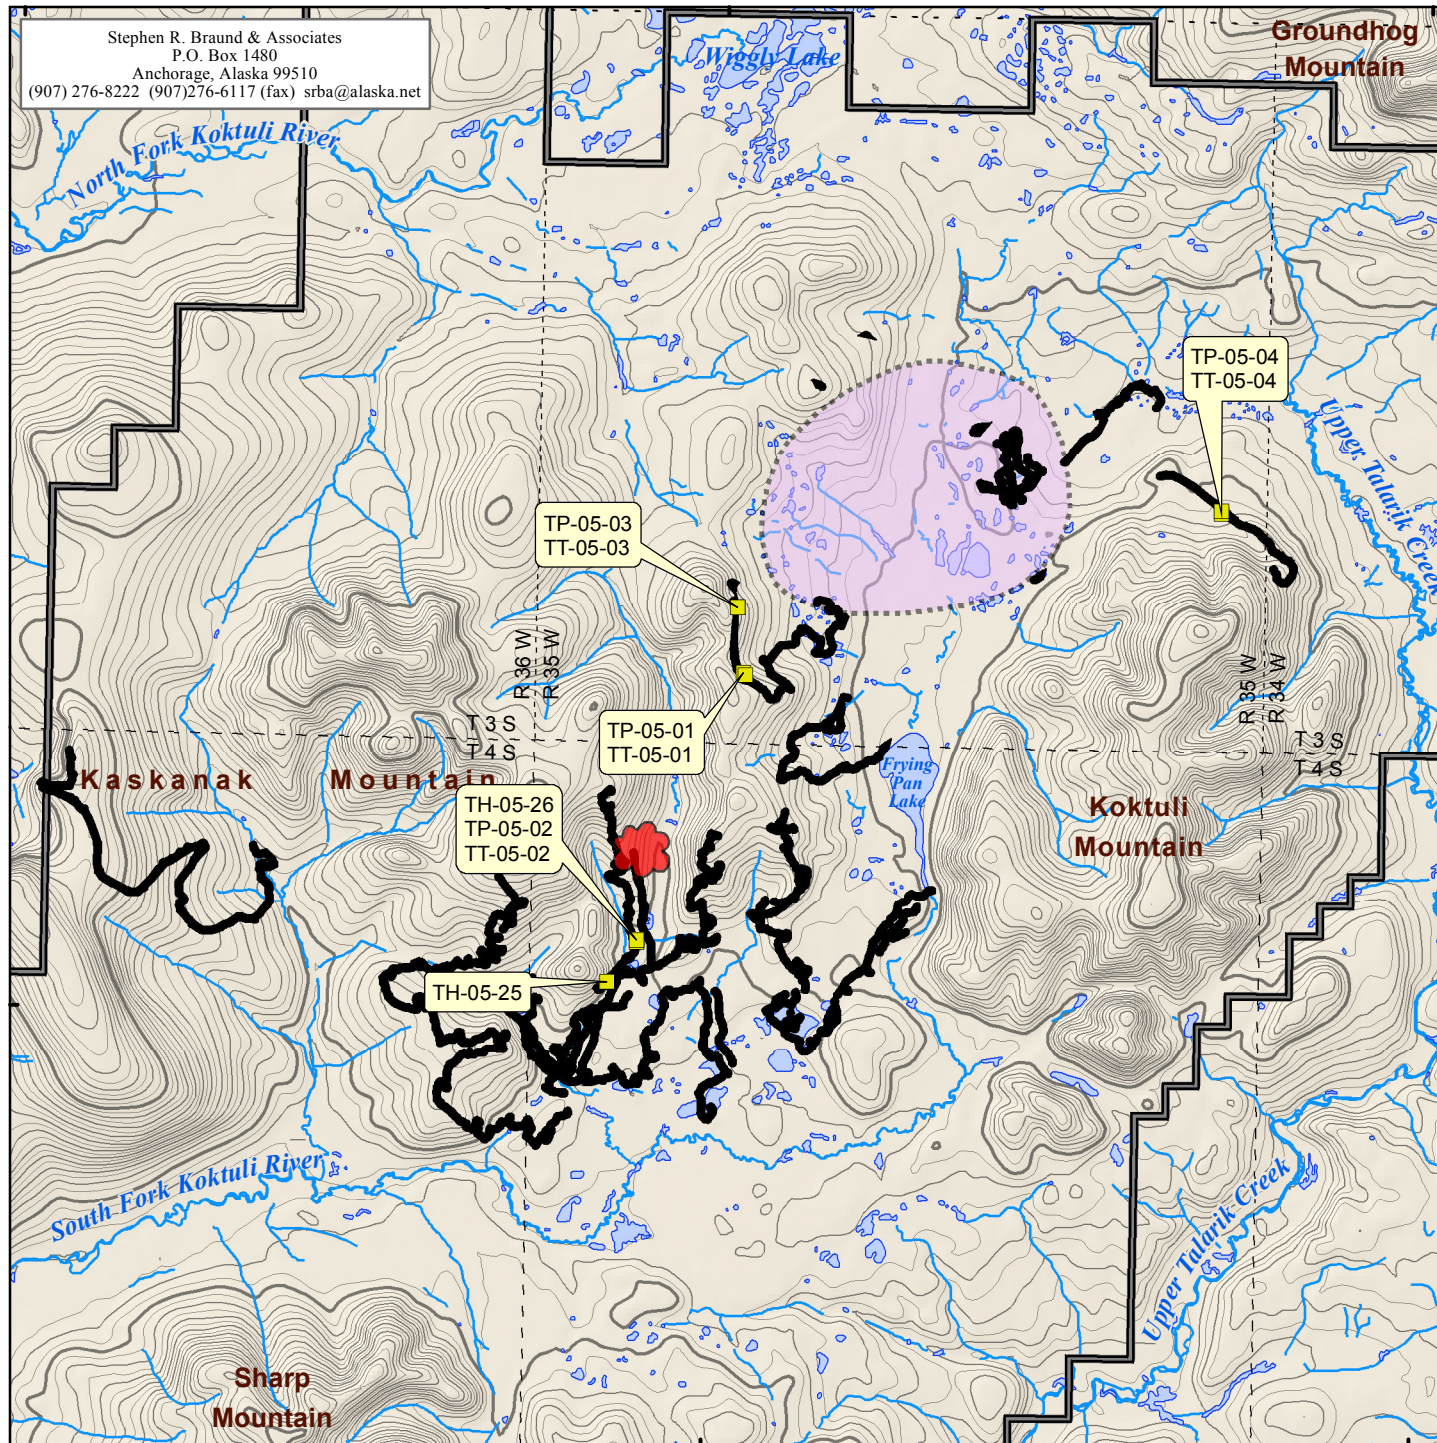 Stephen R. Braund & Associates
P.O. Box 1480
Anchorage, Alaska 99510
(907) 276-8222 (907)276-6117 (fax) srba@alaska.net
Groundhog
Mountain
Wiggly Lake
North Fork Koktuli River
TP-05-04
TT-05-04
Upper Talarik Creek
TP-05-03
TT-05-03
R 36 W
R 35 W
R 35 W
R 34 W
TP-05-01
TT-05-01
T 3 S
T 4 S
T 3 S
T 4 S
Kaskanak Mountain
Frying
Pan
Lake
Koktuli
Mountain
TH-05-26
TP-05-02
TT-05-02
TH-05-25
South Fork Koktuli River
Upper Talarik Creek
Sharp
Mountain